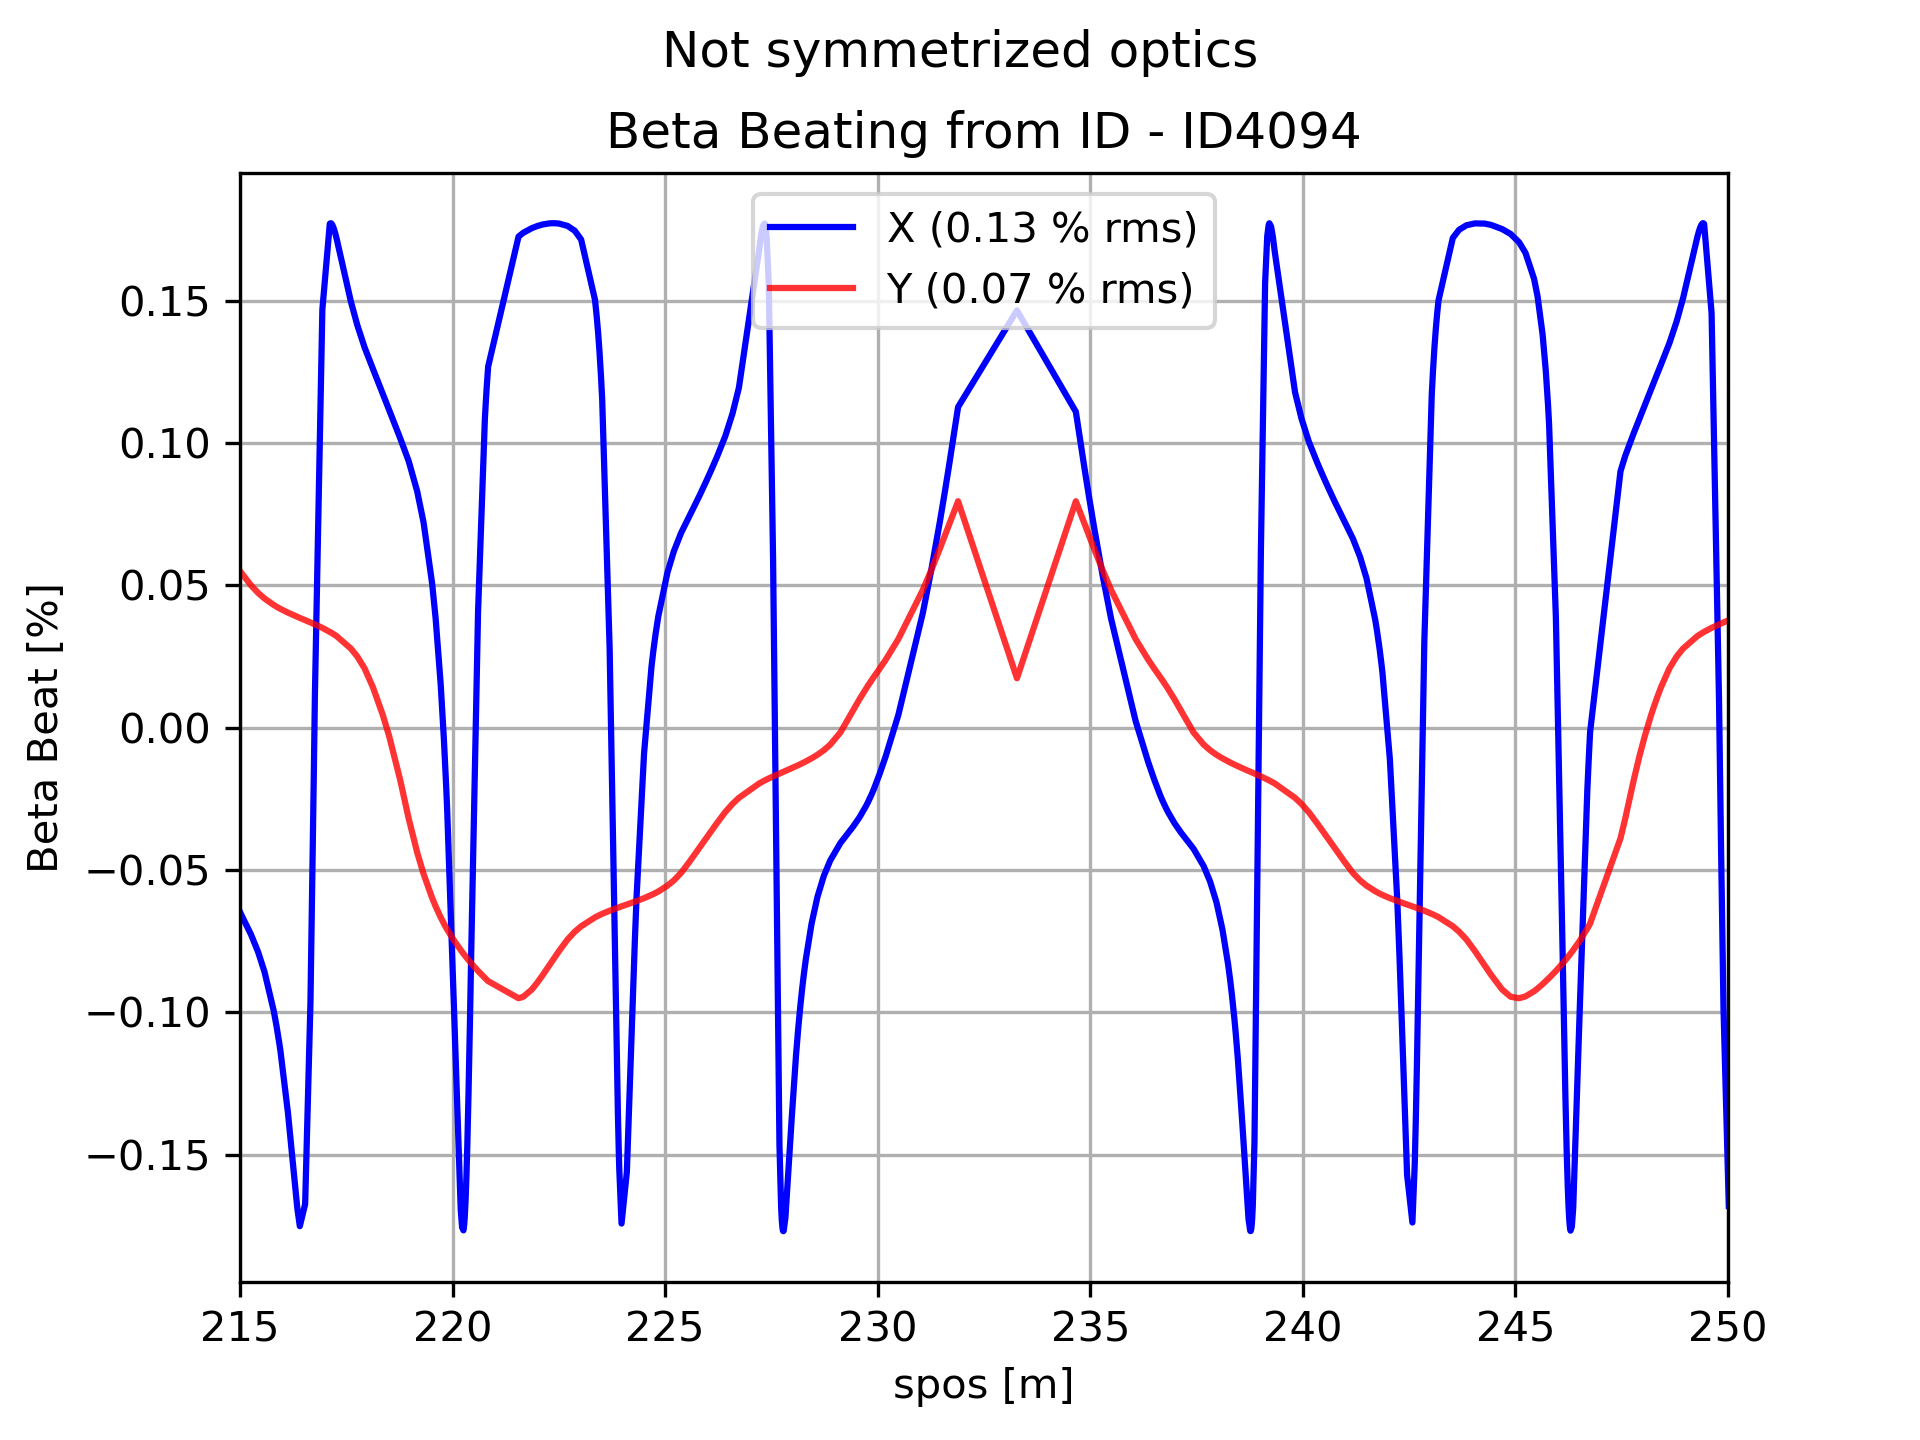 Not symmetrized optics
Beta Beating from ID - ID4094
X (0.13 % rms)
Y (0.07 % rms)
Beta Beat [%]
0.15
0.10
0.05
0.00
−0.05
−0.10
−0.15
215 220 225 230 235 240 245 250
spos [m]